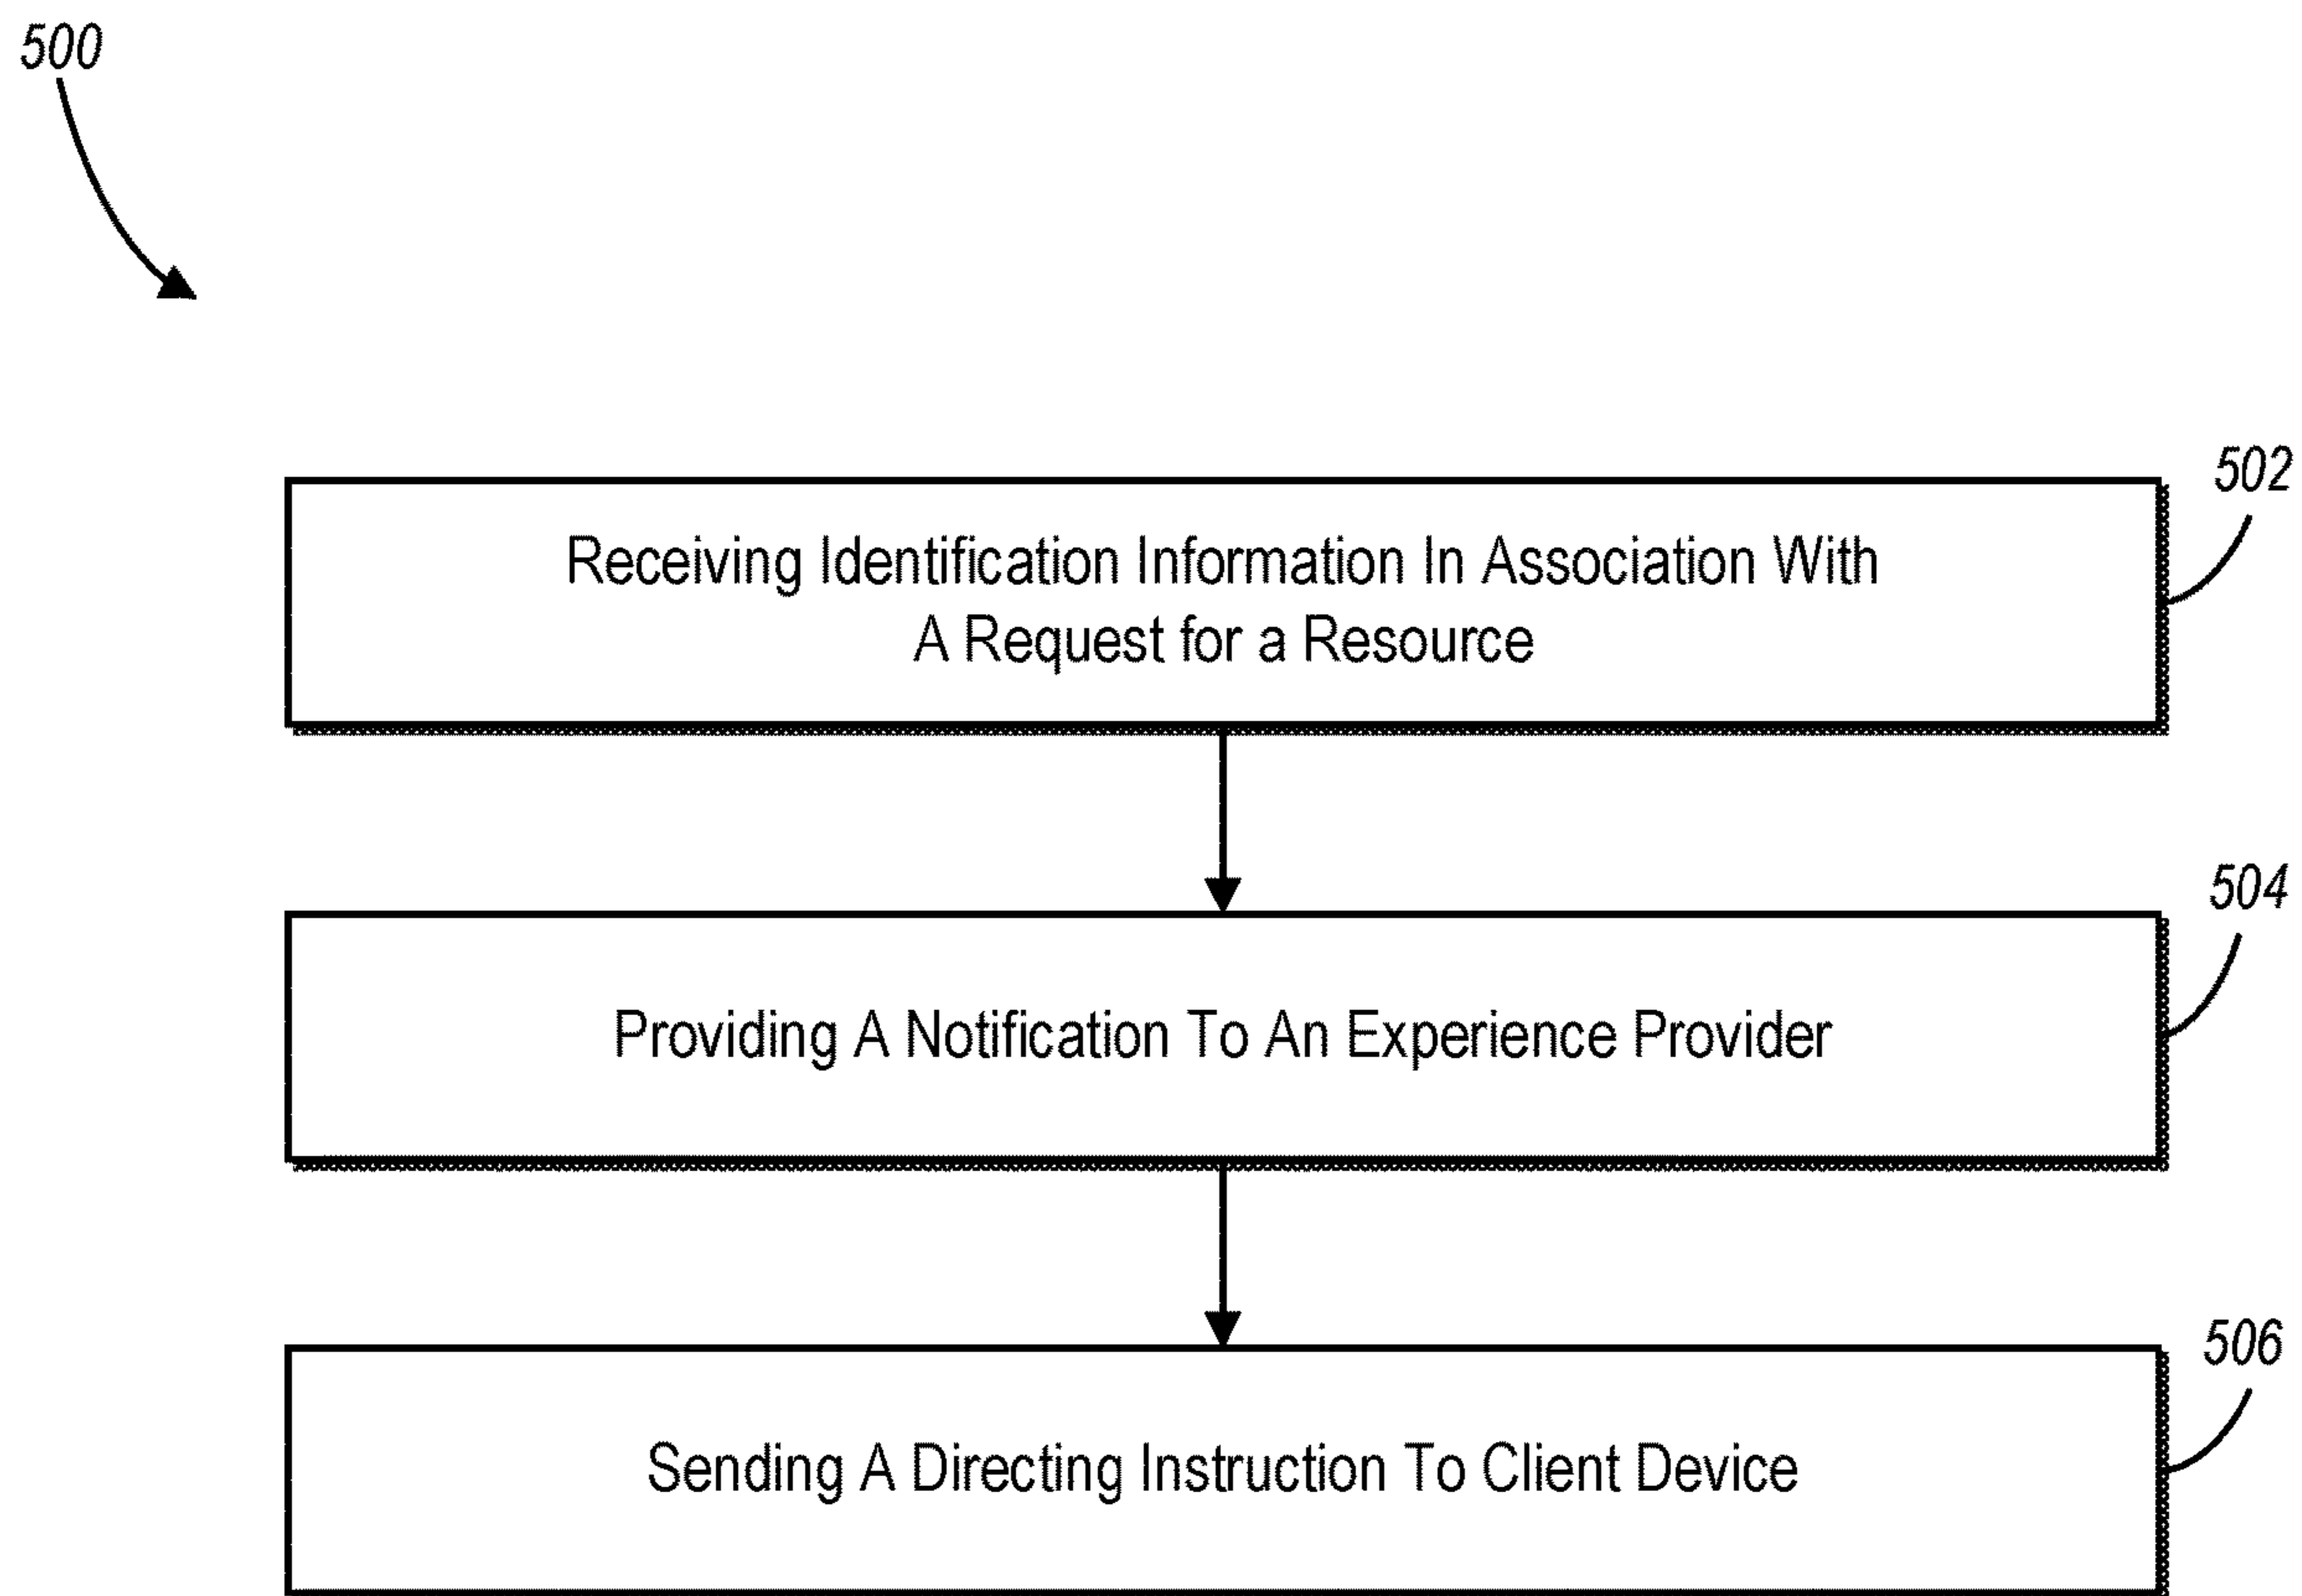 500
502
Receiving Identification Information In Association With
A Request for a Resource
504
Providing A Notification To An Experience Provider
506
Sending A Directing Instruction To Client Device